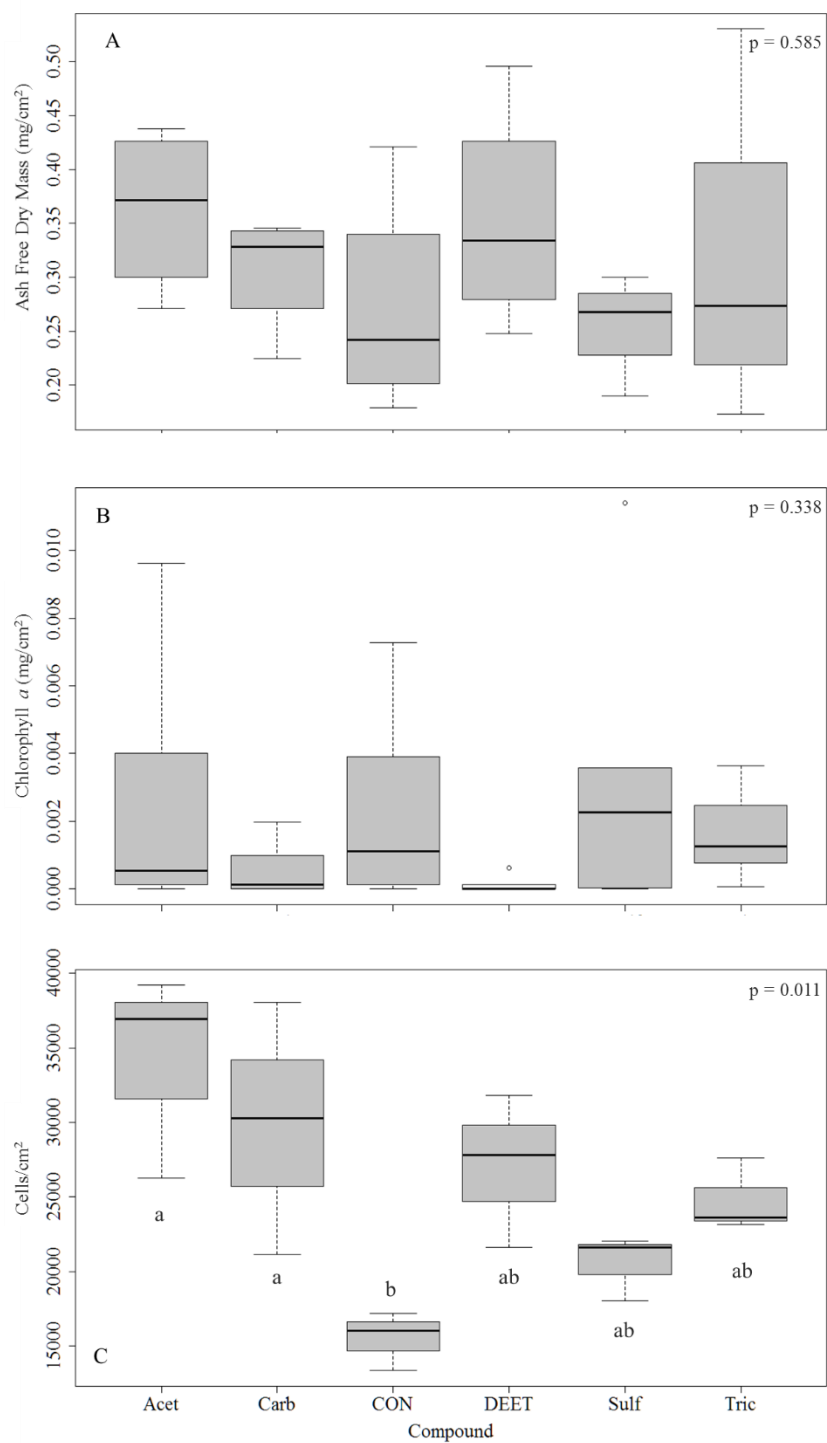 A
p = 0.585
Ash Free Dry Mass (mg/cm²)
0.50
0.45
0.40
0.35
0.30
0.25
0.20
B
p = 0.338
Chlorophyll a (mg/cm²)
0.010
0.008
0.006
0.004
0.002
0.000
p = 0.011
Cells/cm²
40000
35000
30000
25000
20000
15000
a
a
b
ab
ab
ab
C
Acet Carb CON DEET Sulf Tric
Compound